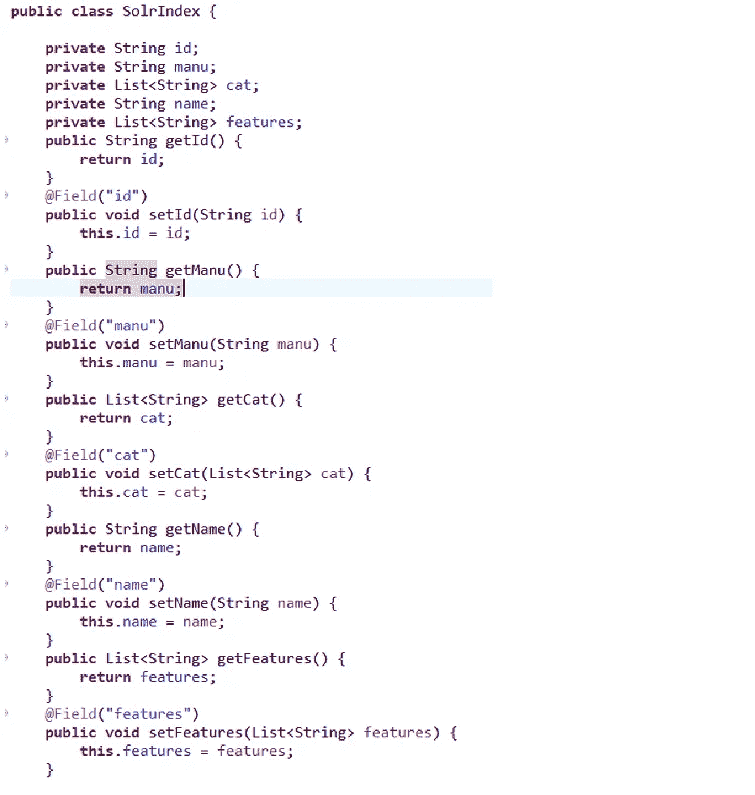 public class SolrIndex {
    private String id;
    private String manu;
    private List<String> cat;
    private String name;
    private List<String> features;
    public String getId() {
        return id;
    }
    @Field("id")
    public void setId(String id) {
        this.id = id;
    }
    public String getManu() {
        return manu;
    }
    @Field("manu")
    public void setManu(String manu) {
        this.manu = manu;
    }
    public List<String> getCat() {
        return cat;
    }
    @Field("cat")
    public void setCat(List<String> cat) {
        this.cat = cat;
    }
    public String getName() {
        return name;
    }
    @Field("name")
    public void setName(String name) {
        this.name = name;
    }
    public List<String> getFeatures() {
        return features;
    }
    @Field("features")
    public void setFeatures(List<String> features) {
        this.features = features;
    }